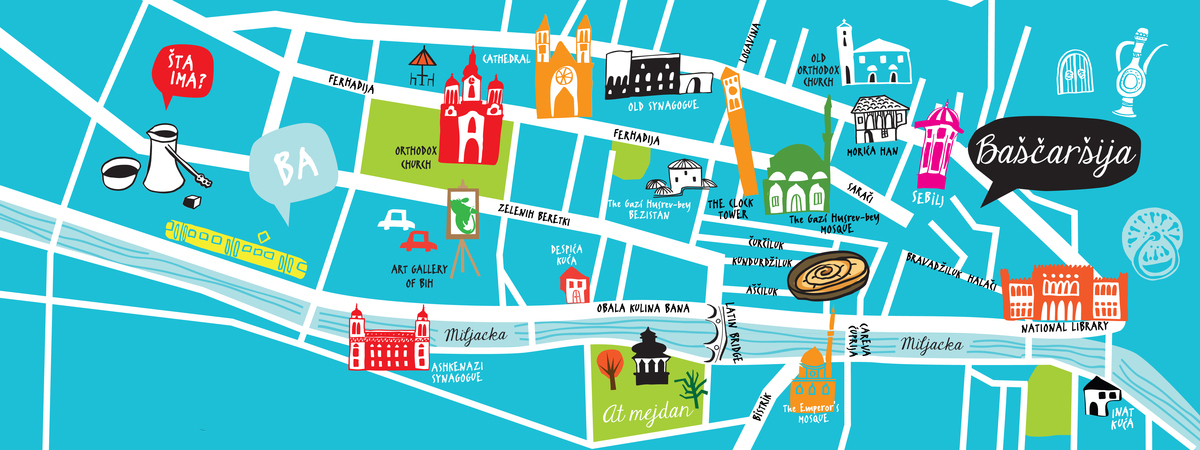 ŠTA
IMA?
BA
FERHADIJA
CATHEDRAL
ORTHODOX
CHURCH
OLD SYNAGOGUE
LOGAVINA
OLD
ORTHODOX
CHURCH
MORIĆA HAN
SEBILJ
Baščaršija
FERHADIJA
The Gazi Husrev-bey
BEZISTAN
THE CLOCK
TOWER
The Gazi Husrev-bey
MOSQUE
SARAČI
ZELENIH BERETKI
ART GALLERY
OF BIH
DESPIĆA
KUĆA
ČURČILUK
KUNDURDŽILUK
AŠČILUK
BRAVADŽILUK HALAČI
NATIONAL LIBRARY
OBALA KULINA BANA
LATIN BRIDGE
CAREVA
ĆUPRIJA
Miljacka
Miljacka
ASHKENAZI
SYNAGOGUE
At mejdan
BISTRIK
The Emperor's
MOSQUE
INAT
KUĆA